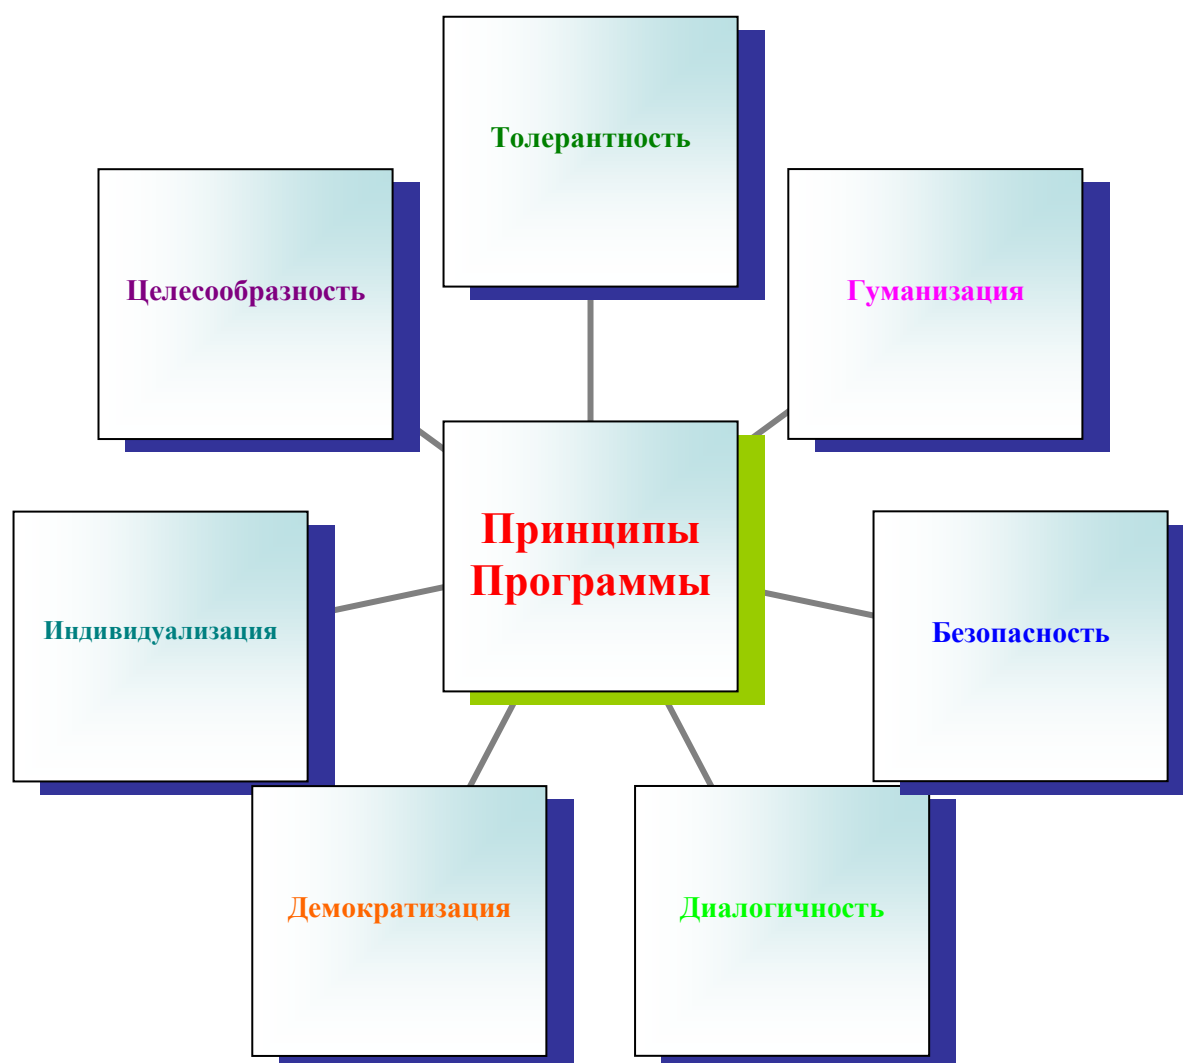 Толерантность
Целесообразность
Гуманизация
Принципы
Программы
Индивидуализация
Безопасность
Демократизация
Диалогичность